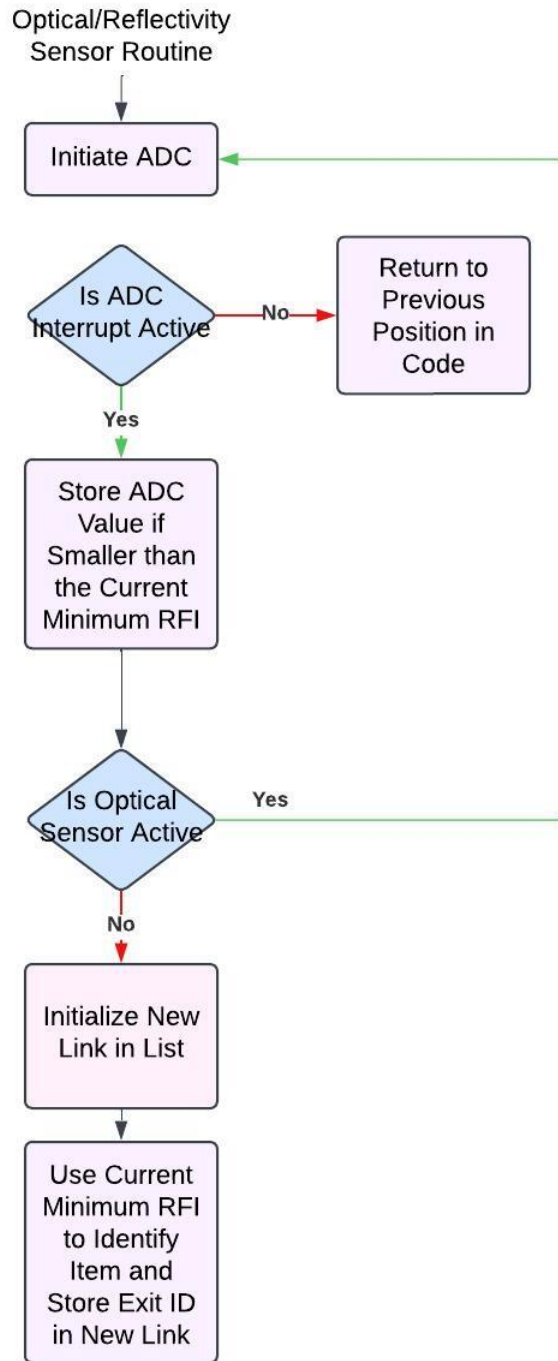 Optical/Reflectivity
Sensor Routine
Initiate ADC
Is ADC
Interrupt Active
No
Return to
Previous
Position in
Code
Yes
Store ADC
Value if
Smaller than
the Current
Minimum RFI
Is Optical
Sensor Active
Yes
No
Initialize New
Link in List
Use Current
Minimum RFI
to Identify
Item and
Store Exit ID
in New Link